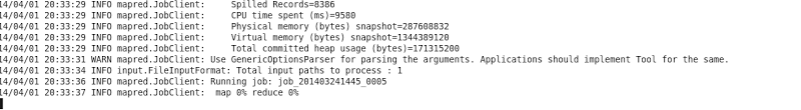 14/04/01 20:33:29 INFO mapred.JobClient:     Spilled Records=8386
14/04/01 20:33:29 INFO mapred.JobClient:     CPU time spent (ms)=9580
14/04/01 20:33:29 INFO mapred.JobClient:     Physical memory (bytes) snapshot=287608832
14/04/01 20:33:29 INFO mapred.JobClient:     Virtual memory (bytes) snapshot=1344389120
14/04/01 20:33:29 INFO mapred.JobClient:     Total committed heap usage (bytes)=171315200
14/04/01 20:33:31 WARN mapred.JobClient: Use GenericOptionsParser for parsing the arguments. Applications should implement Tool for the same.
14/04/01 20:33:34 INFO input.FileInputFormat: Total input paths to process : 1
14/04/01 20:33:36 INFO mapred.JobClient: Running job: job_201403241445_0005
14/04/01 20:33:37 INFO mapred.JobClient:  map 0% reduce 0%